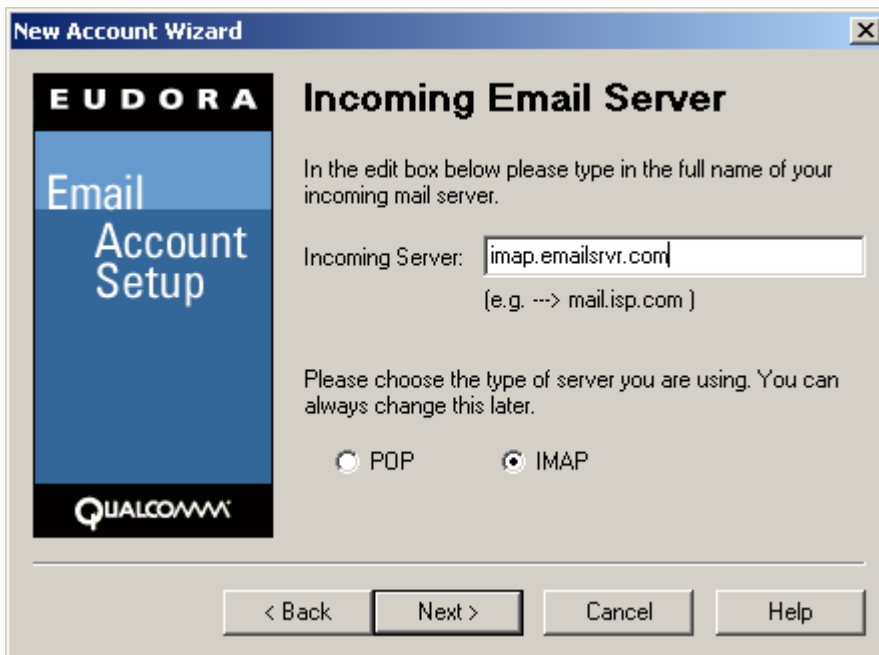 New Account Wizard
EUDORA
Email
Account
Setup
QUALCOMM
Incoming Email Server
In the edit box below please type in the full name of your
incoming mail server.
Incoming Server: imap.emailsrvr.com
(e.g. ---> mail.isp.com )
Please choose the type of server you are using. You can
always change this later.
POP IMAP
< Back Next > Cancel Help